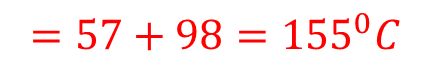 = 57 + 98 = 155⁰C